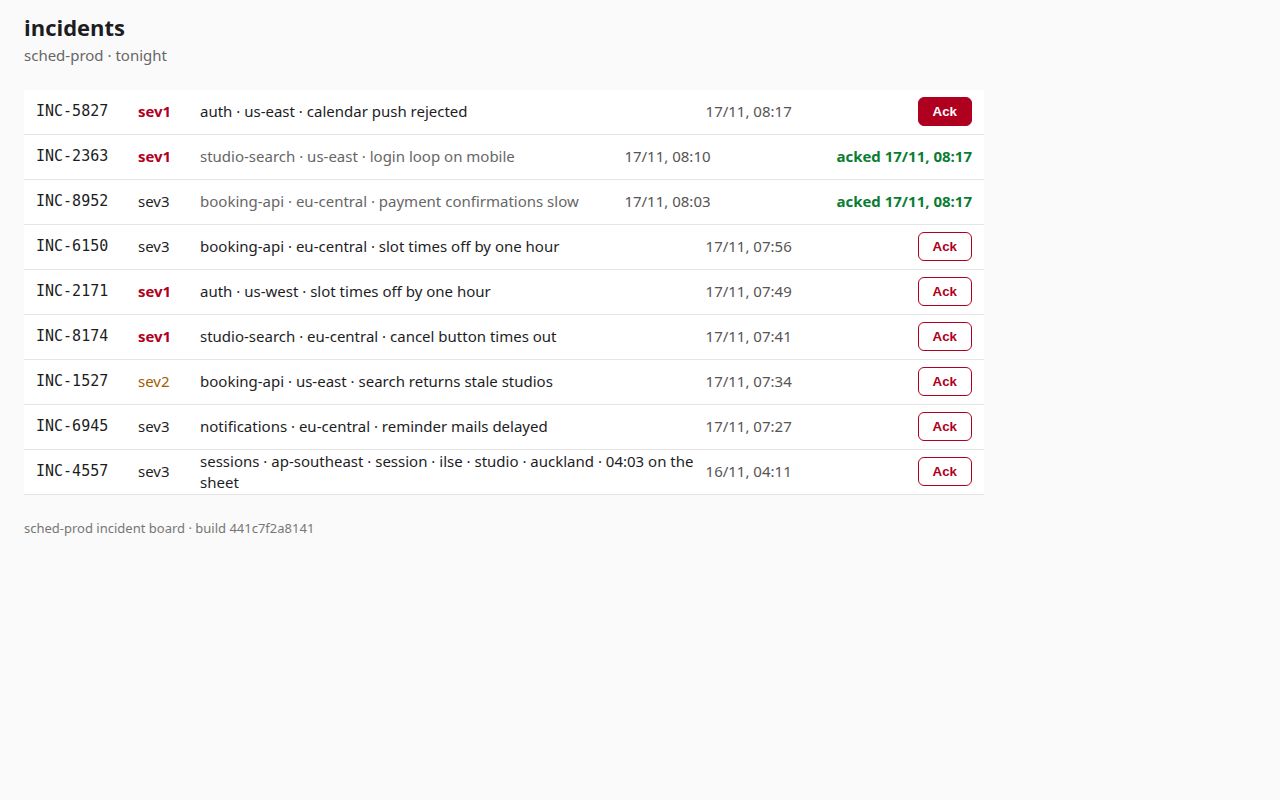 incidents
sched-prod · tonight
INC-5827 sev1 auth · us-east · calendar push rejected 17/11, 08:17 Ack
INC-2363 sev1 studio-search · us-east · login loop on mobile 17/11, 08:10 acked 17/11, 08:17
INC-8952 sev3 booking-api · eu-central · payment confirmations slow 17/11, 08:03 acked 17/11, 08:17
INC-6150 sev3 booking-api · eu-central · slot times off by one hour 17/11, 07:56 Ack
INC-2171 sev1 auth · us-west · slot times off by one hour 17/11, 07:49 Ack
INC-8174 sev1 studio-search · eu-central · cancel button times out 17/11, 07:41 Ack
INC-1527 sev2 booking-api · us-east · search returns stale studios 17/11, 07:34 Ack
INC-6945 sev3 notifications · eu-central · reminder mails delayed 17/11, 07:27 Ack
INC-4557 sev3 sessions · ap-southeast · session · ilse · studio · auckland · 04:03 on the 16/11, 04:11 Ack
sheet
sched-prod incident board · build 441c7f2a8141